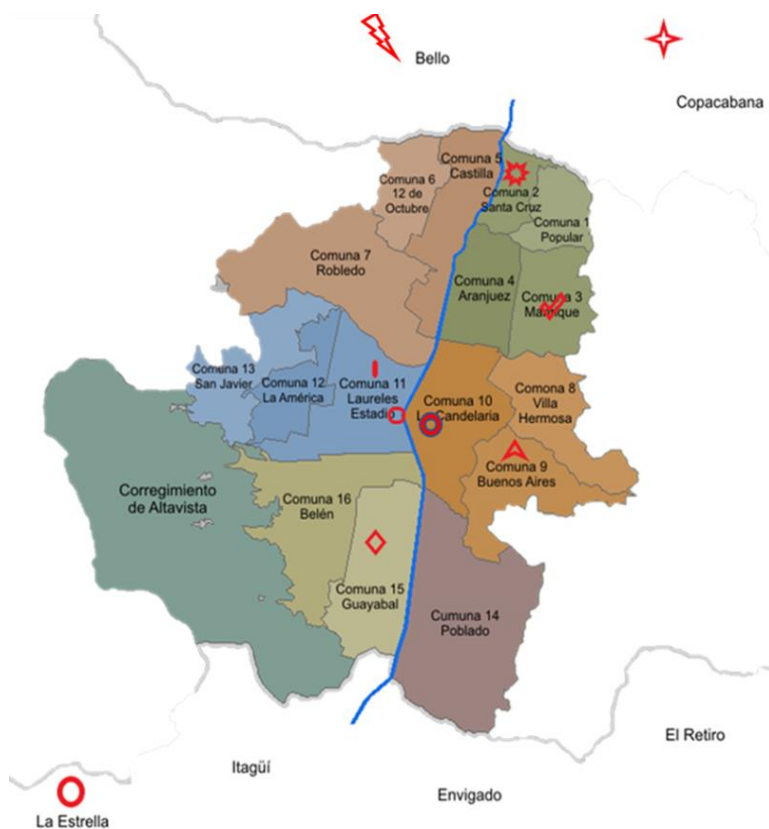 Bello
Copacabana
Comuna 5
Castilla
Comuna 6
12 de
Octubre
Comuna 2
Santa Cruz
Comuna 1
Popular
Comuna 7
Robledo
Comuna 4
Aranjuez
Comuna 3
Manrique
Comuna 13
San Javier
Comuna 12
La América
Comuna 11
Laureles
Estadio
Comuna 10
La Candelaria
Comona 8
Villa
Hermosa
Comuna 9
Buenos Aires
Corregimiento
de Altavista
Comuna 16
Belén
Comuna 15
Guayabal
Cumuna 14
Poblado
El Retiro
Itagüí
Envigado
La Estrella